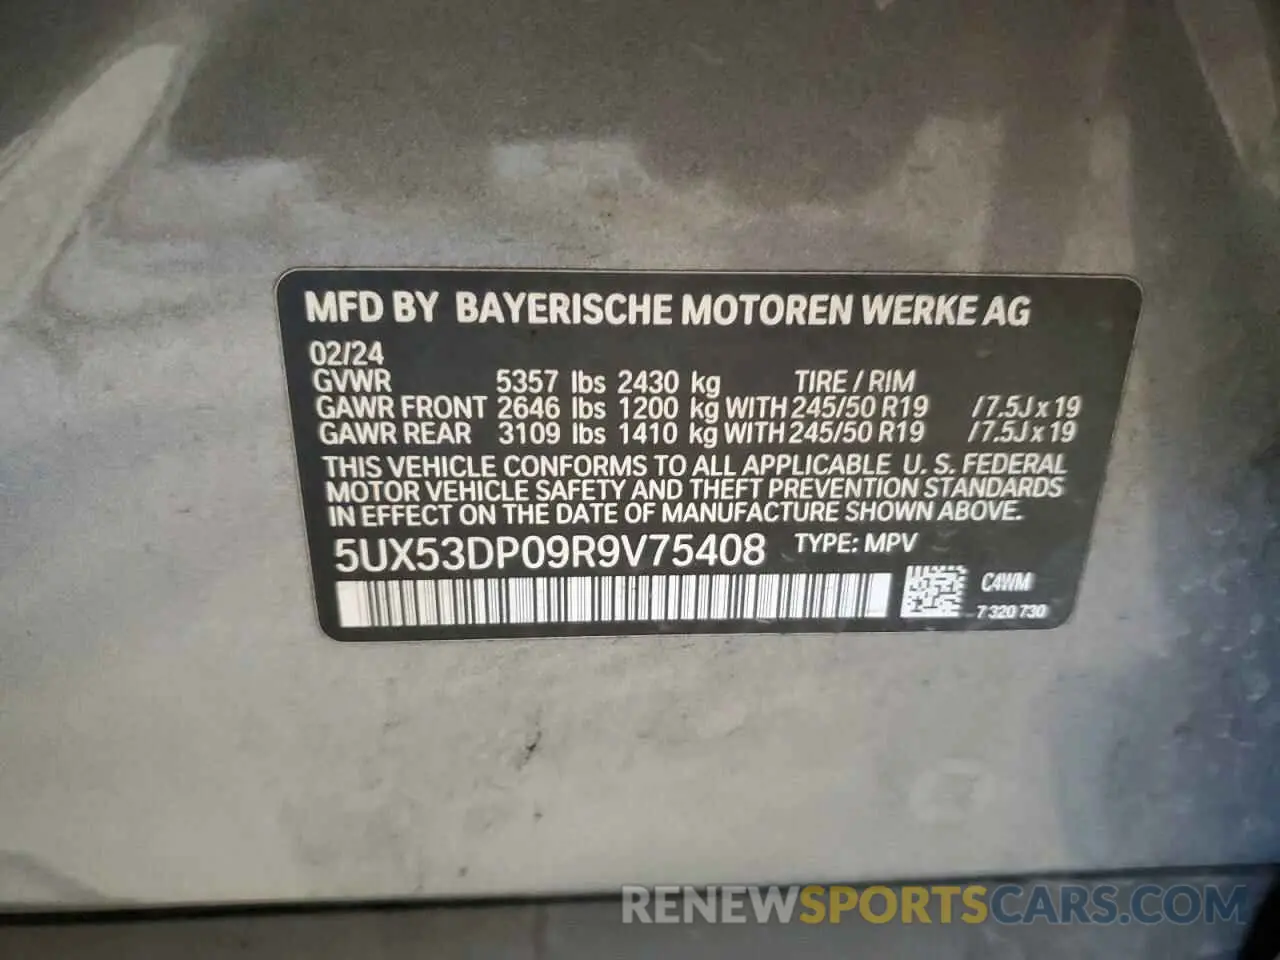 MFD BY BAYERISCHE MOTOREN WERKE AG
02/24
GVWR 5357 lbs 2430 kg TIRE / RIM
GAWR FRONT 2646 lbs 1200 kg WITH 245/50 R19 /7.5J x 19
GAWR REAR 3109 lbs 1410 kg WITH 245/50 R19 /7.5J x 19
THIS VEHICLE CONFORMS TO ALL APPLICABLE U. S. FEDERAL
MOTOR VEHICLE SAFETY AND THEFT PREVENTION STANDARDS
IN EFFECT ON THE DATE OF MANUFACTURE SHOWN ABOVE.
5UX53DP09R9V75408 TYPE: MPV
C4WM
7 320 730
RENEWSPORTSCARS.COM